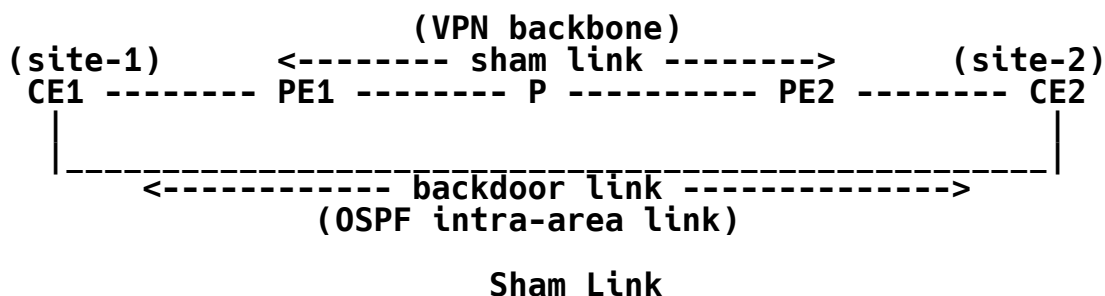 (VPN backbone)
(site-1) <-------- sham link --------> (site-2)
CE1 -------- PE1 -------- P ---------- PE2 -------- CE2
|___________________________________________________|
<------------ backdoor link -------------->
(OSPF intra-area link)
Sham Link